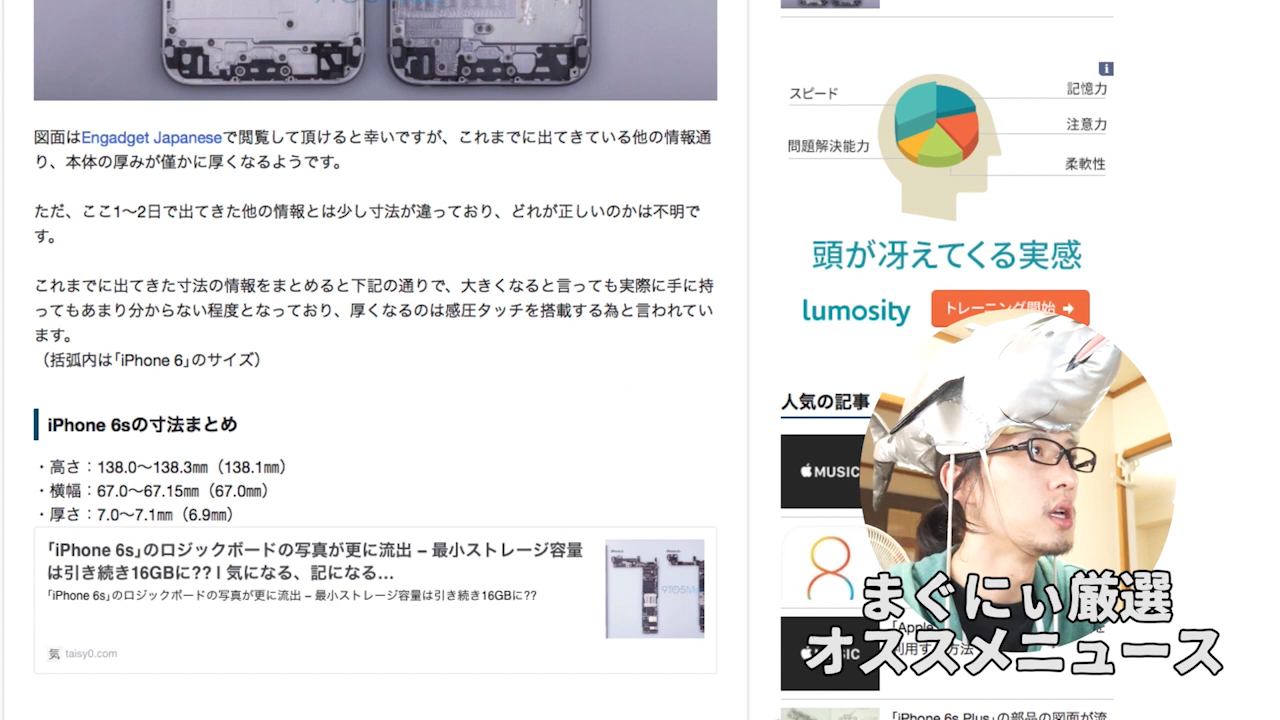 図面はEngadget Japaneseで閲覧して頂けると幸いですが、これまでに出てきている他の情報通
り、本体の厚みが僅かに厚くなるようです。
ただ、ここ1〜2日で出てきた他の情報とは少し寸法が違っており、どれが正しいのかは不明で
す。
これまでに出てきた寸法の情報をまとめると下記の通りで、大きくなると言っても実際に手に持
ってもあまり分からない程度となっており、厚くなるのは感圧タッチを搭載する為と言われてい
ます。
（括弧内は「iPhone 6」のサイズ）
iPhone 6sの寸法まとめ
・高さ：138.0〜138.3㎜（138.1㎜）
・横幅：67.0〜67.15㎜（67.0㎜）
・厚さ：7.0〜7.1㎜（6.9㎜）
「iPhone 6s」のロジックボードの写真が更に流出 – 最小ストレージ容量
は引き続き16GBに?? | 気になる、記になる…
「iPhone 6s」のロジックボードの写真が更に流出 – 最小ストレージ容量は引き続き16GBに??
気 taisy0.com
スピード
記憶力
注意力
問題解決能力
柔軟性
頭が冴えてくる実感
lumosity
トレーニング開始
人気の記事
MUSIC
8
「Apple
を
利用す
方法
「iPhone 6s Plus」の部品の図面が流
まぐにぃ厳選
オススメニュース